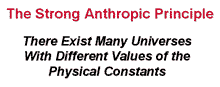 The Strong Anthropic Principle
There Exist Many Universes
With Different Values of the
Physical Constants